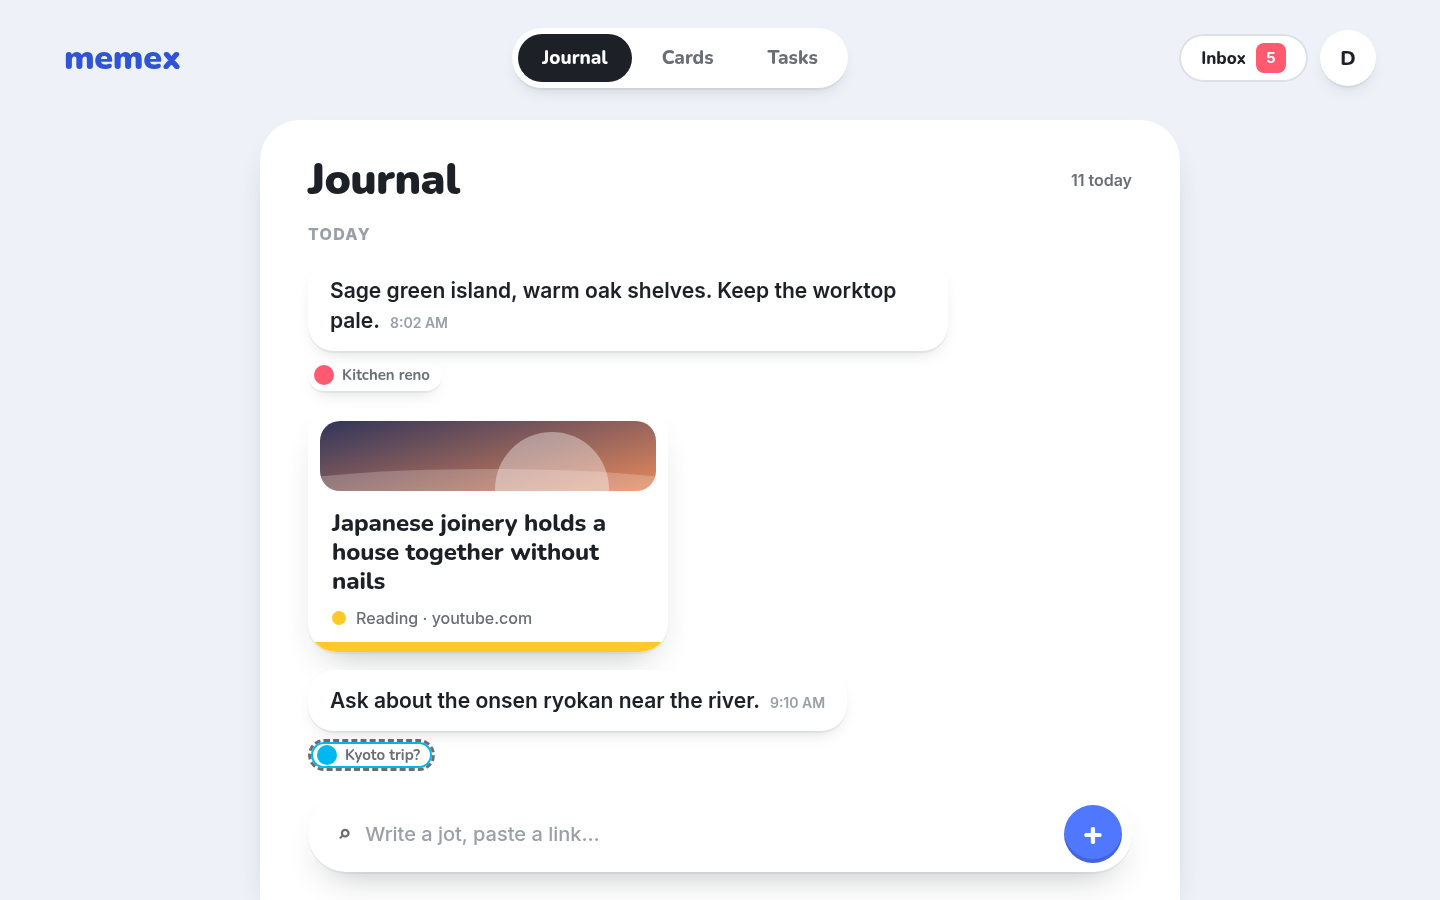 memex
Journal
Cards
Tasks
Inbox 5
D
Journal
11 today
TODAY
Sage green island, warm oak shelves. Keep the worktop
pale. 8:02 AM
Kitchen reno
Japanese joinery holds a
house together without
nails
Reading · youtube.com
Ask about the onsen ryokan near the river. 9:10 AM
Kyoto trip?
Write a jot, paste a link...
+